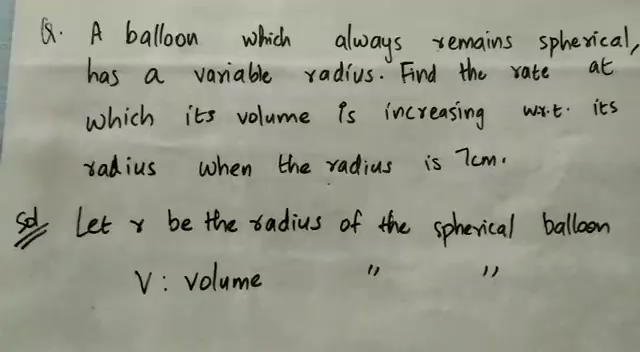 Q. A balloon which always remains spherical,
has a variable radius. Find the rate at
which its volume is increasing w.r.t. its
radius when the radius is 7cm.
Sol Let r be the radius of the spherical balloon
V : volume " "